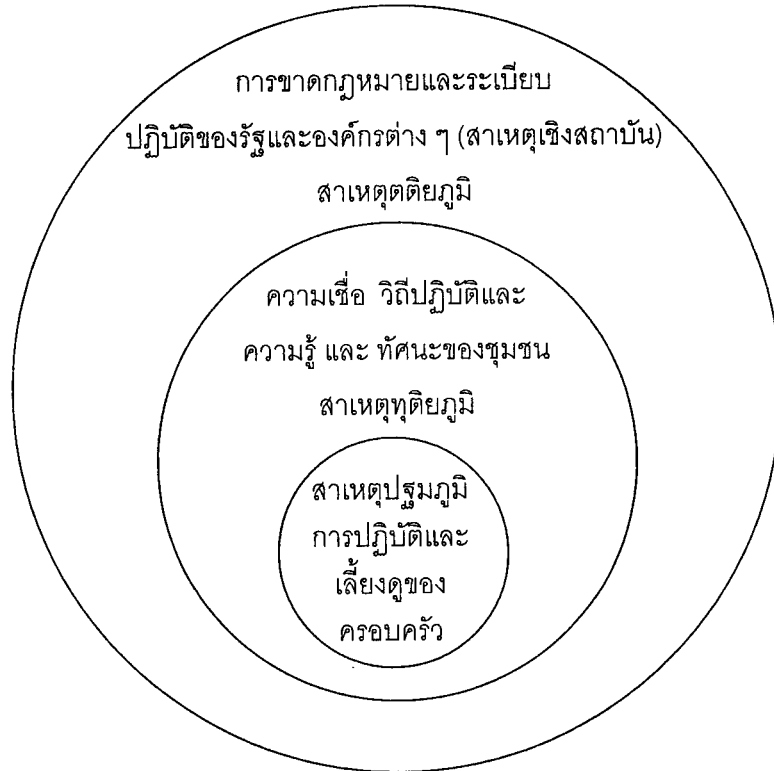 การขาดกฎหมายและระเบียบ
ปฏิบัติของรัฐและองค์กรต่าง ๆ (สาเหตุเชิงสถาบัน)
สาเหตุตติยภูมิ
ความเชื่อ วิถีปฏิบัติและ
ความรู้ และ ทัศนะของชุมชน
สาเหตุทุติยภูมิ
สาเหตุปฐมภูมิ
การปฏิบัติและ
เลี้ยงดูของ
ครอบครัว